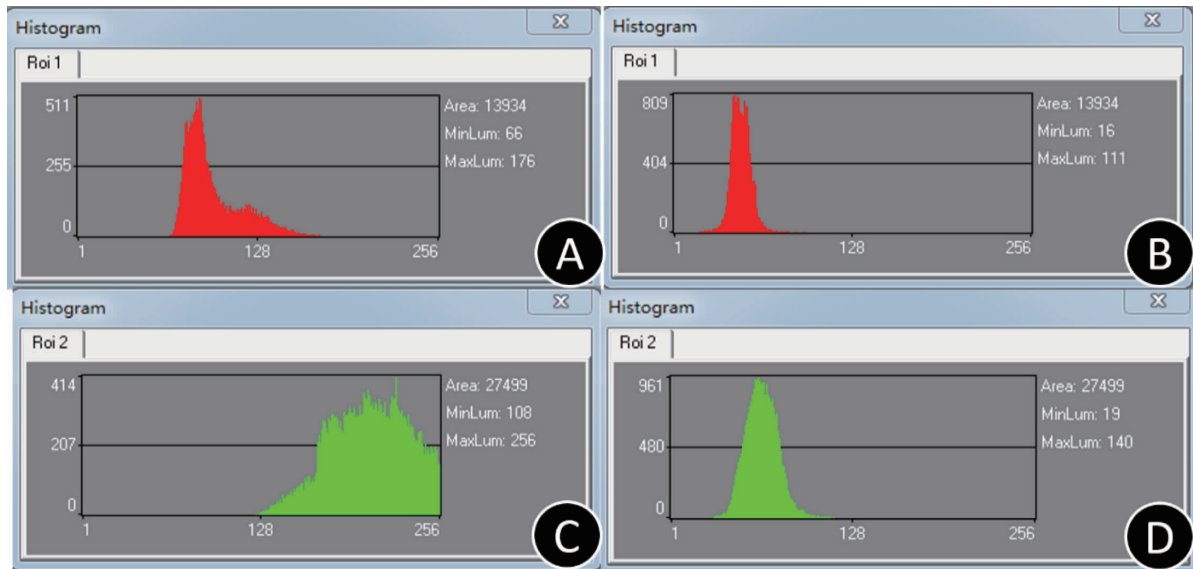 Histogram
Roi 1
511
255
0
1
128
256
Area: 13934
MinLum: 66
MaxLum: 176
A
Histogram
Roi 1
809
404
0
1
128
256
Area: 13934
MinLum: 16
MaxLum: 111
B
Histogram
Roi 2
414
207
0
1
128
256
Area: 27499
MinLum: 108
MaxLum: 256
C
Histogram
Roi 2
961
480
0
1
128
256
Area: 27499
MinLum: 19
MaxLum: 140
D